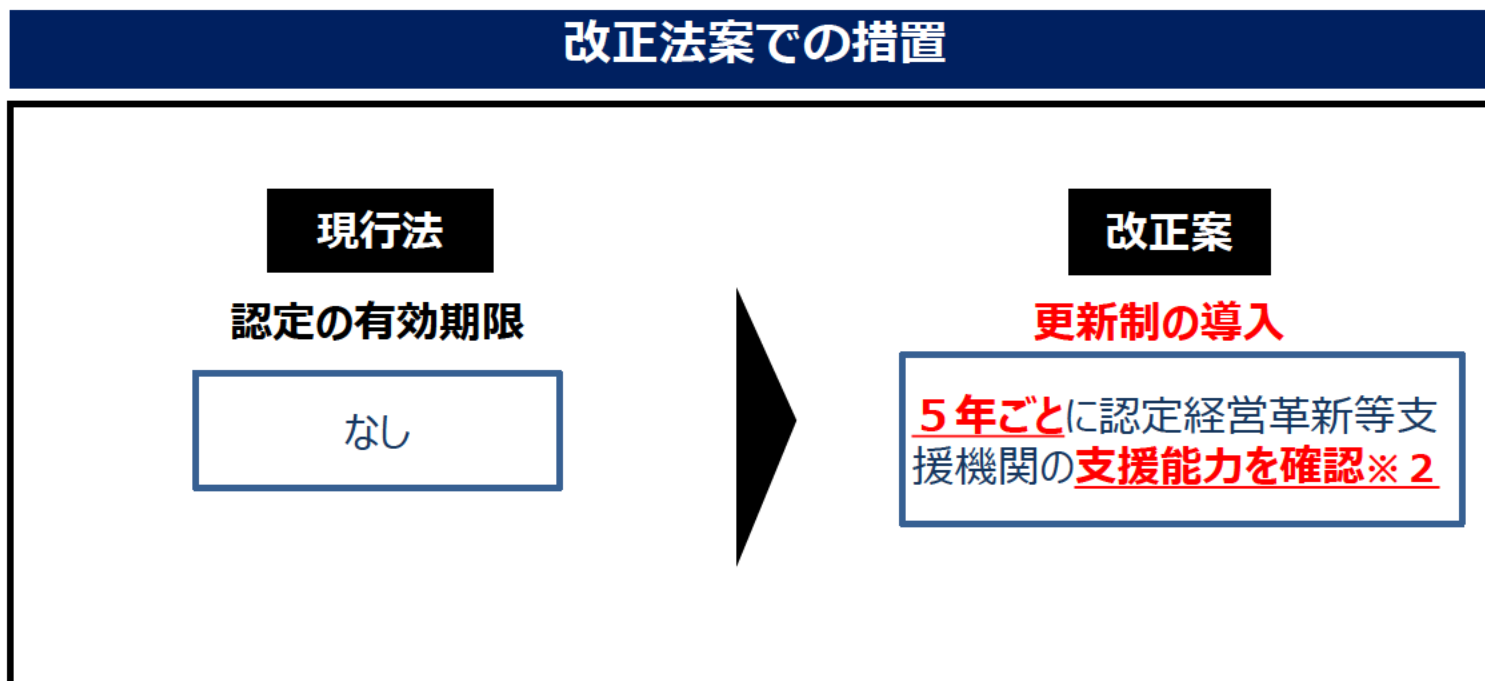 改正法案での措置
現行法
認定の有効期限
なし
改正案
更新制の導入
５年ごとに認定経営革新等支
援機関の支援能力を確認※２